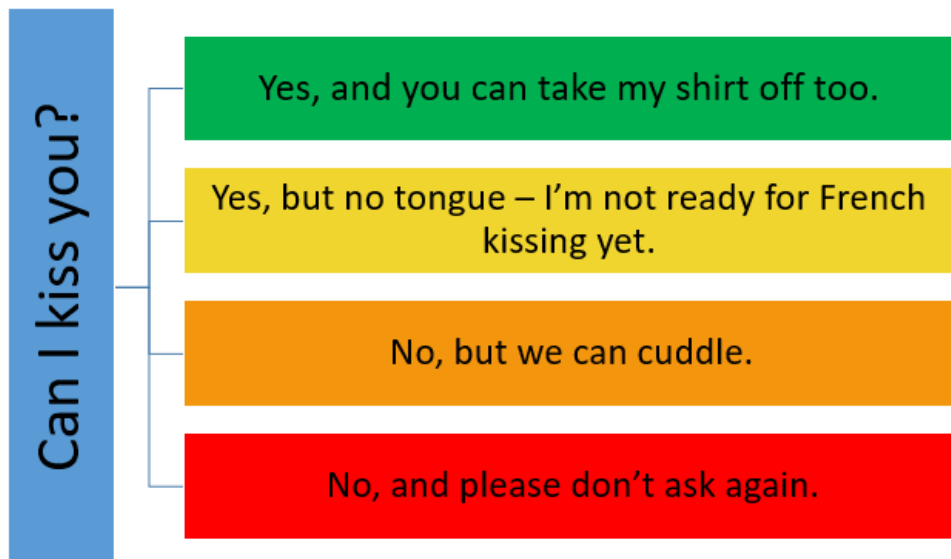 Can I kiss you?
Yes, and you can take my shirt off too.
Yes, but no tongue – I'm not ready for French
kissing yet.
No, but we can cuddle.
No, and please don't ask again.